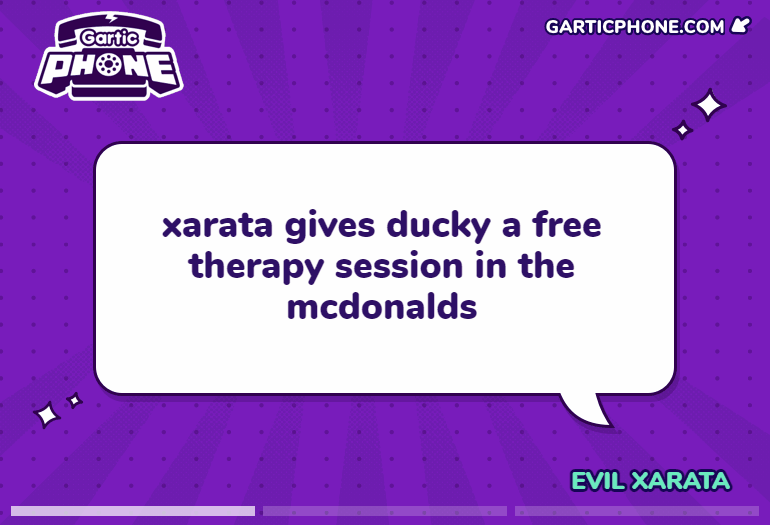 Gartic
PHONE
GARTICPHONE.COM
xarata gives ducky a free
therapy session in the
mcdonalds
EVIL XARATA